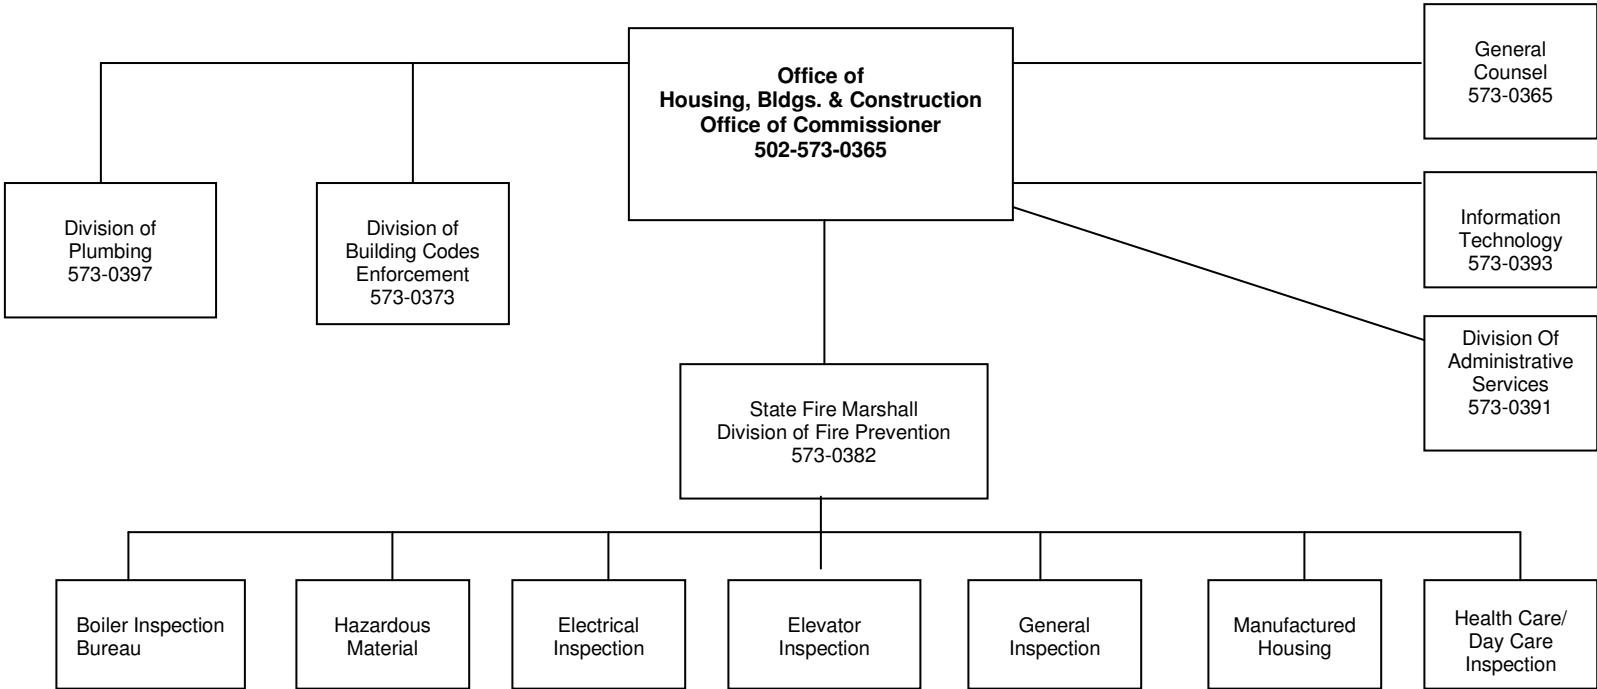 Office of
Housing, Bldgs. & Construction
Office of Commissioner
502-573-0365
General
Counsel
573-0365
Division of
Plumbing
573-0397
Division of
Building Codes
Enforcement
573-0373
Information
Technology
573-0393
Division Of
Administrative
Services
573-0391
State Fire Marshall
Division of Fire Prevention
573-0382
Boiler Inspection
Bureau
Hazardous
Material
Electrical
Inspection
Elevator
Inspection
General
Inspection
Manufactured
Housing
Health Care/
Day Care
Inspection